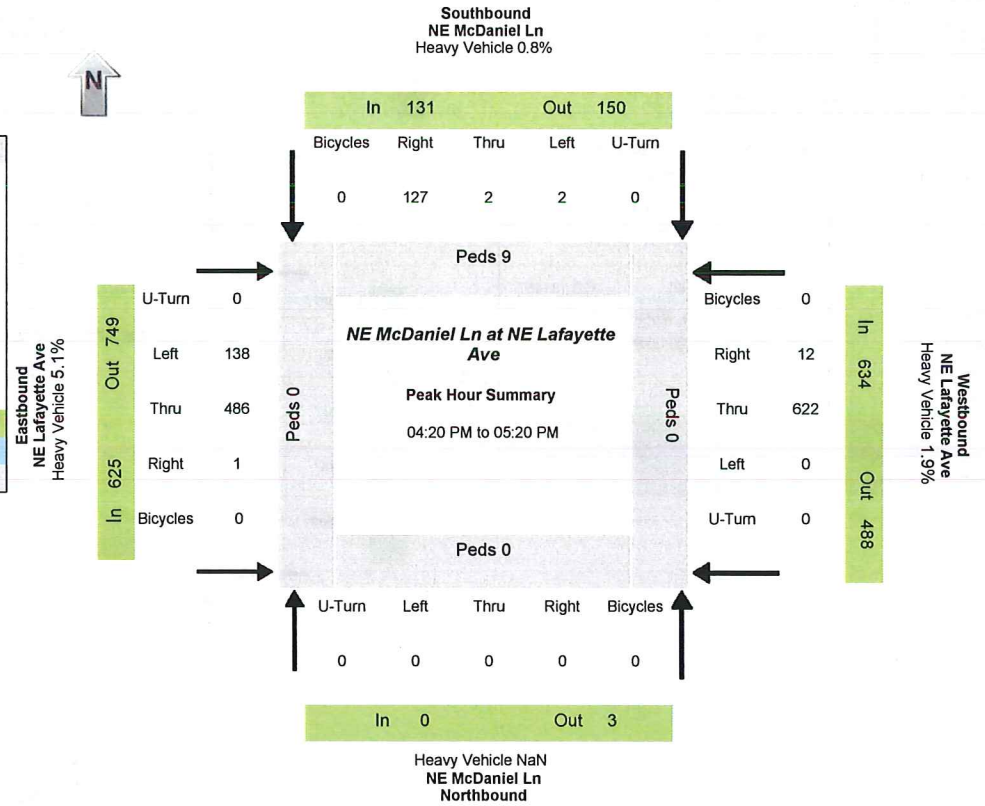 Southbound
NE McDaniel Ln
Heavy Vehicle 0.8%
N
In 131 Out 150
Bicycles Right Thru Left U-Turn
0 127 2 2 0
Peds 9
U-Turn 0
Left 138
Thru 486
Right 1
Bicycles 0
Out 749
In 625
Eastbound
NE Lafayette Ave
Heavy Vehicle 5.1%
Peds 0
NE McDaniel Ln at NE Lafayette
Ave
Peak Hour Summary
04:20 PM to 05:20 PM
Peds 0
Bicycles 0
Right 12
Thru 622
Left 0
U-Turn 0
In 634
Out 488
Westbound
NE Lafayette Ave
Heavy Vehicle 1.9%
Peds 0
U-Turn Left Thru Right Bicycles
0 0 0 0 0
In 0 Out 3
Heavy Vehicle NaN
NE McDaniel Ln
Northbound